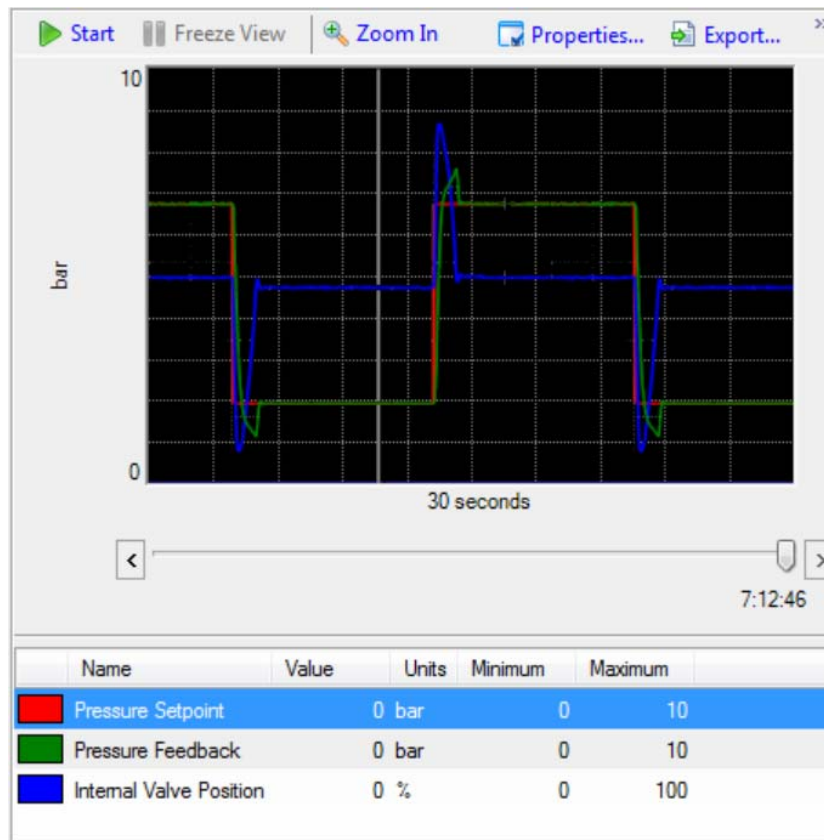 Start Freeze View Zoom In Properties... Export... »
10
bar
0
30 seconds
< >
7:12:46
Name Value Units Minimum Maximum
Pressure Setpoint 0 bar 0 10
Pressure Feedback 0 bar 0 10
Internal Valve Position 0 % 0 100